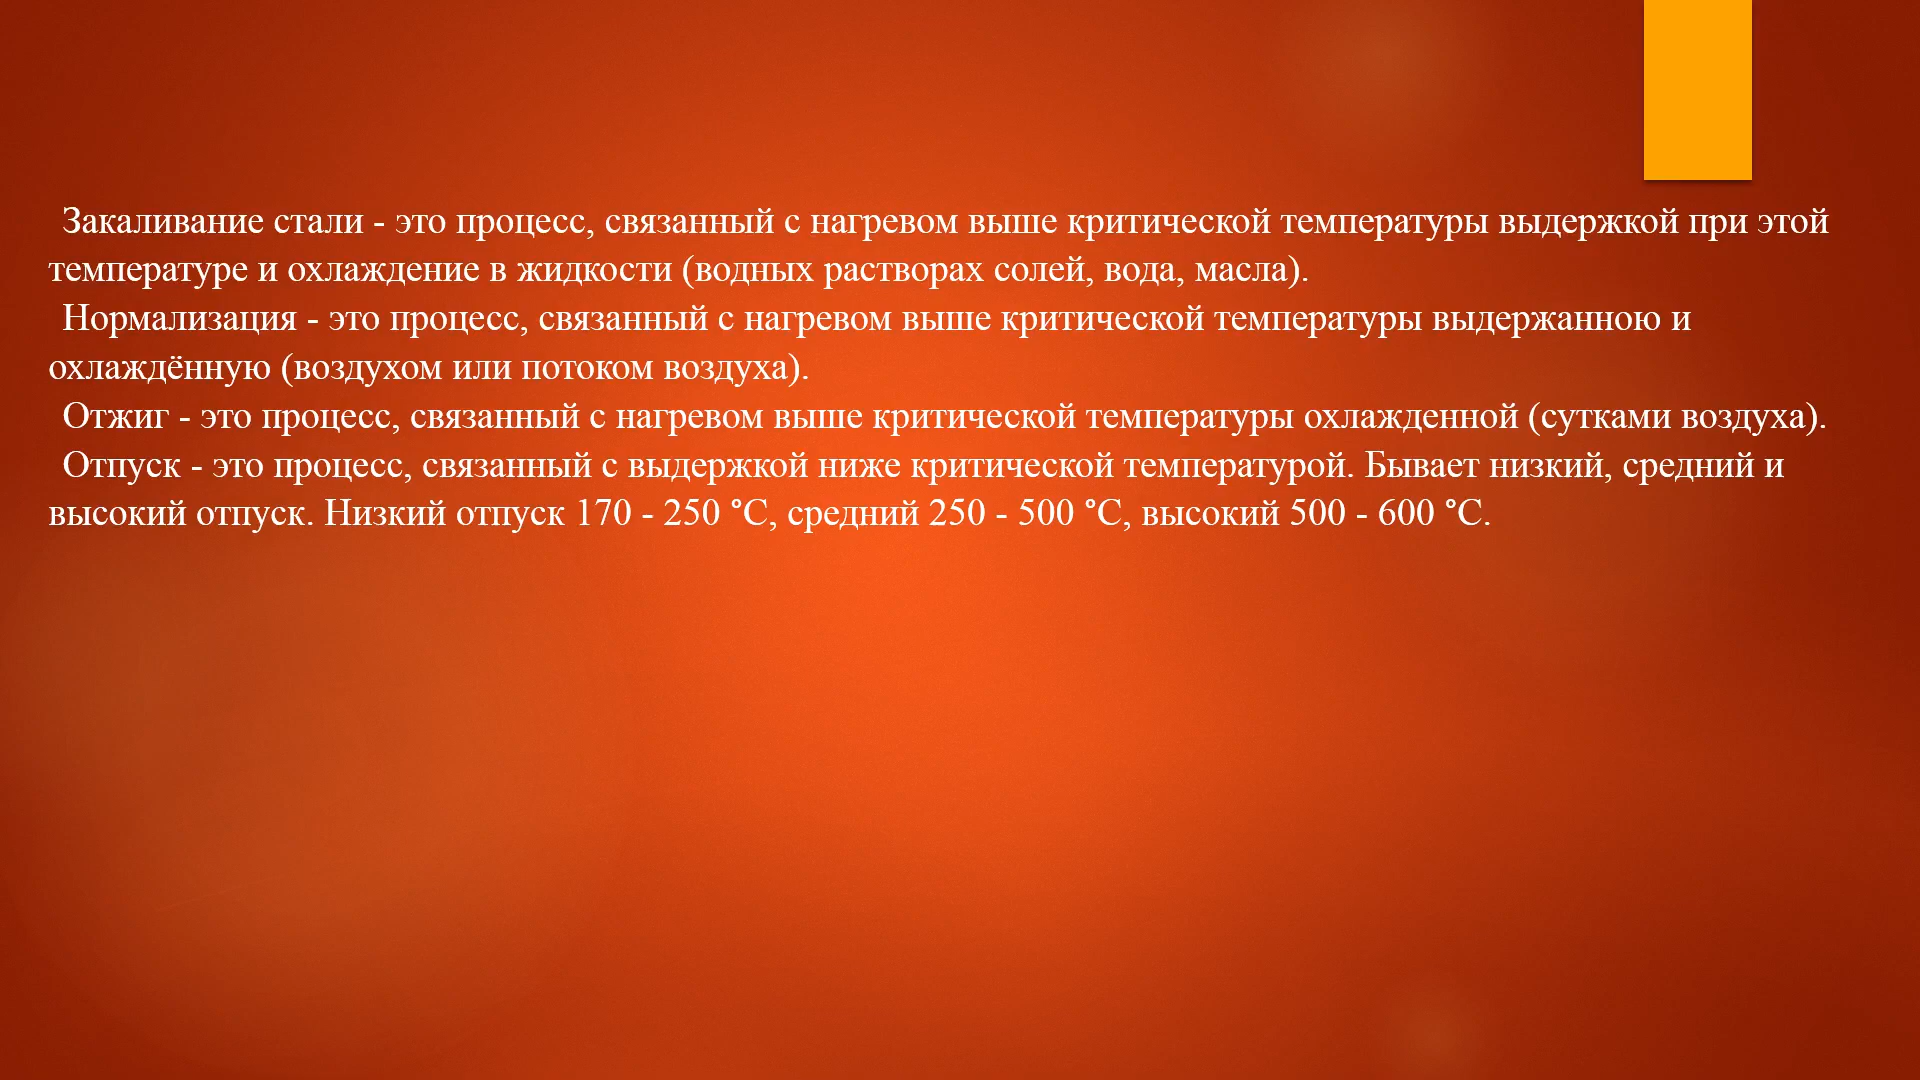 Закаливание стали - это процесс, связанный с нагревом выше критической температуры выдержкой при этой
температуре и охлаждение в жидкости (водных растворах солей, вода, масла).
Нормализация - это процесс, связанный с нагревом выше критической температуры выдержанною и
охлаждённую (воздухом или потоком воздуха).
Отжиг - это процесс, связанный с нагревом выше критической температуры охлажденной (сутками воздуха).
Отпуск - это процесс, связанный с выдержкой ниже критической температурой. Бывает низкий, средний и
высокий отпуск. Низкий отпуск 170 - 250 °C, средний 250 - 500 °C, высокий 500 - 600 °C.